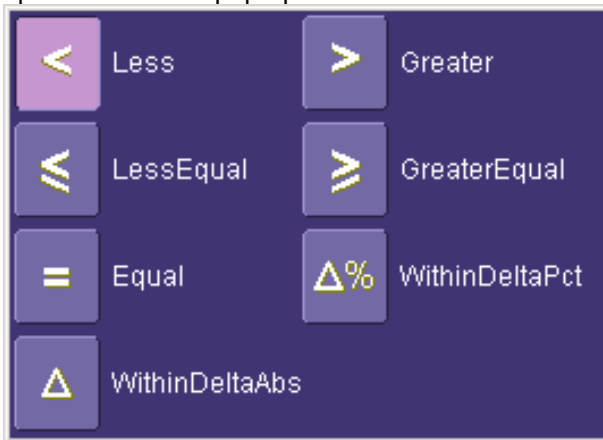 < Less > Greater
≤ LessEqual ≥ GreaterEqual
= Equal Δ% WithinDeltaPct
Δ WithinDeltaAbs